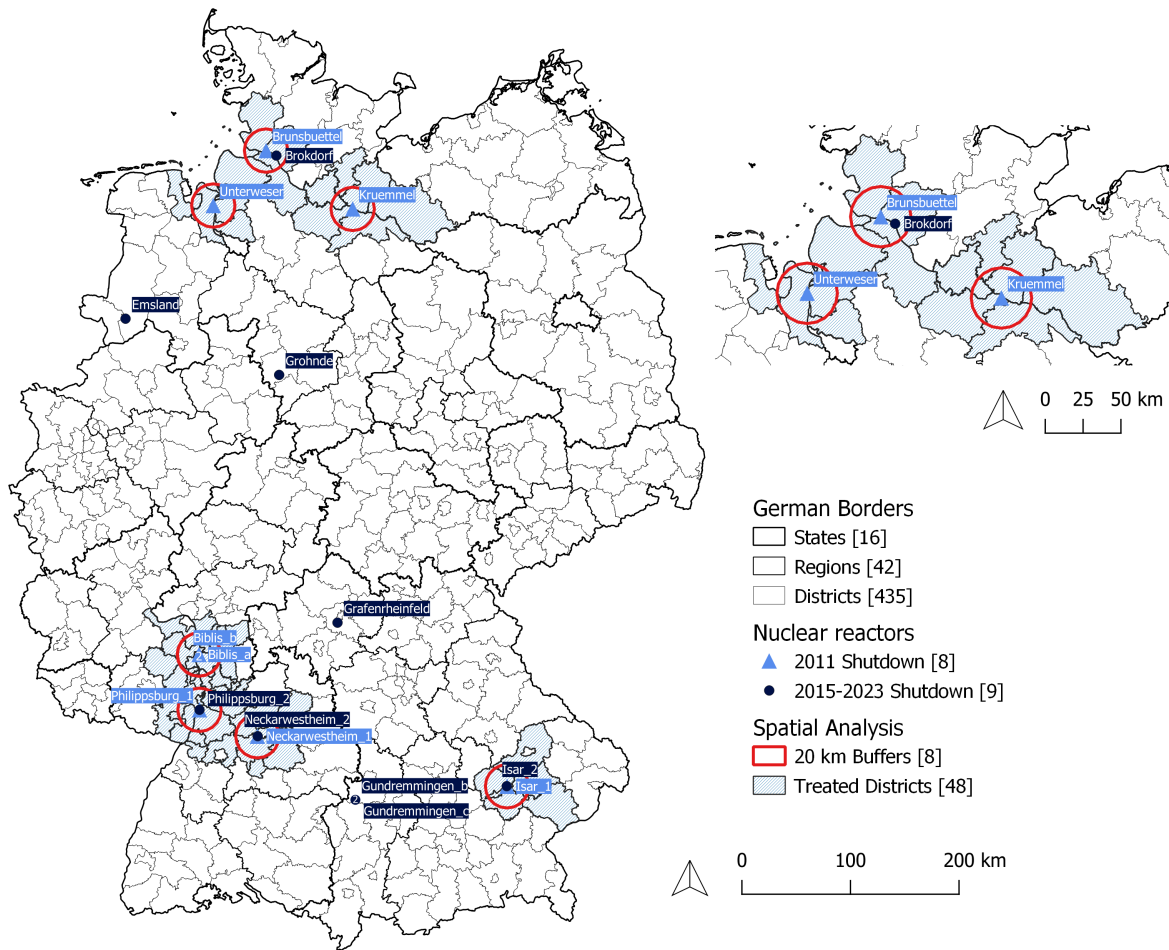 Brunsbuettel
Brokdorf
Unterweser
Kruemmel
Emsland
Grohnde
Grafenrheinfeld
Biblis_b
2
Biblis_a
Philippsburg_1
Philippsburg_2
Neckarwestheim_2
Neckarwestheim_1
Isar_2
Isar_1
Gundremmingen_b
2
Gundremmingen_c
Brunsbuettel
Brokdorf
Unterweser
Kruemmel
0 25 50 km
German Borders
States [16]
Regions [42]
Districts [435]
Nuclear reactors
2011 Shutdown [8]
2015-2023 Shutdown [9]
Spatial Analysis
20 km Buffers [8]
Treated Districts [48]
0 100 200 km